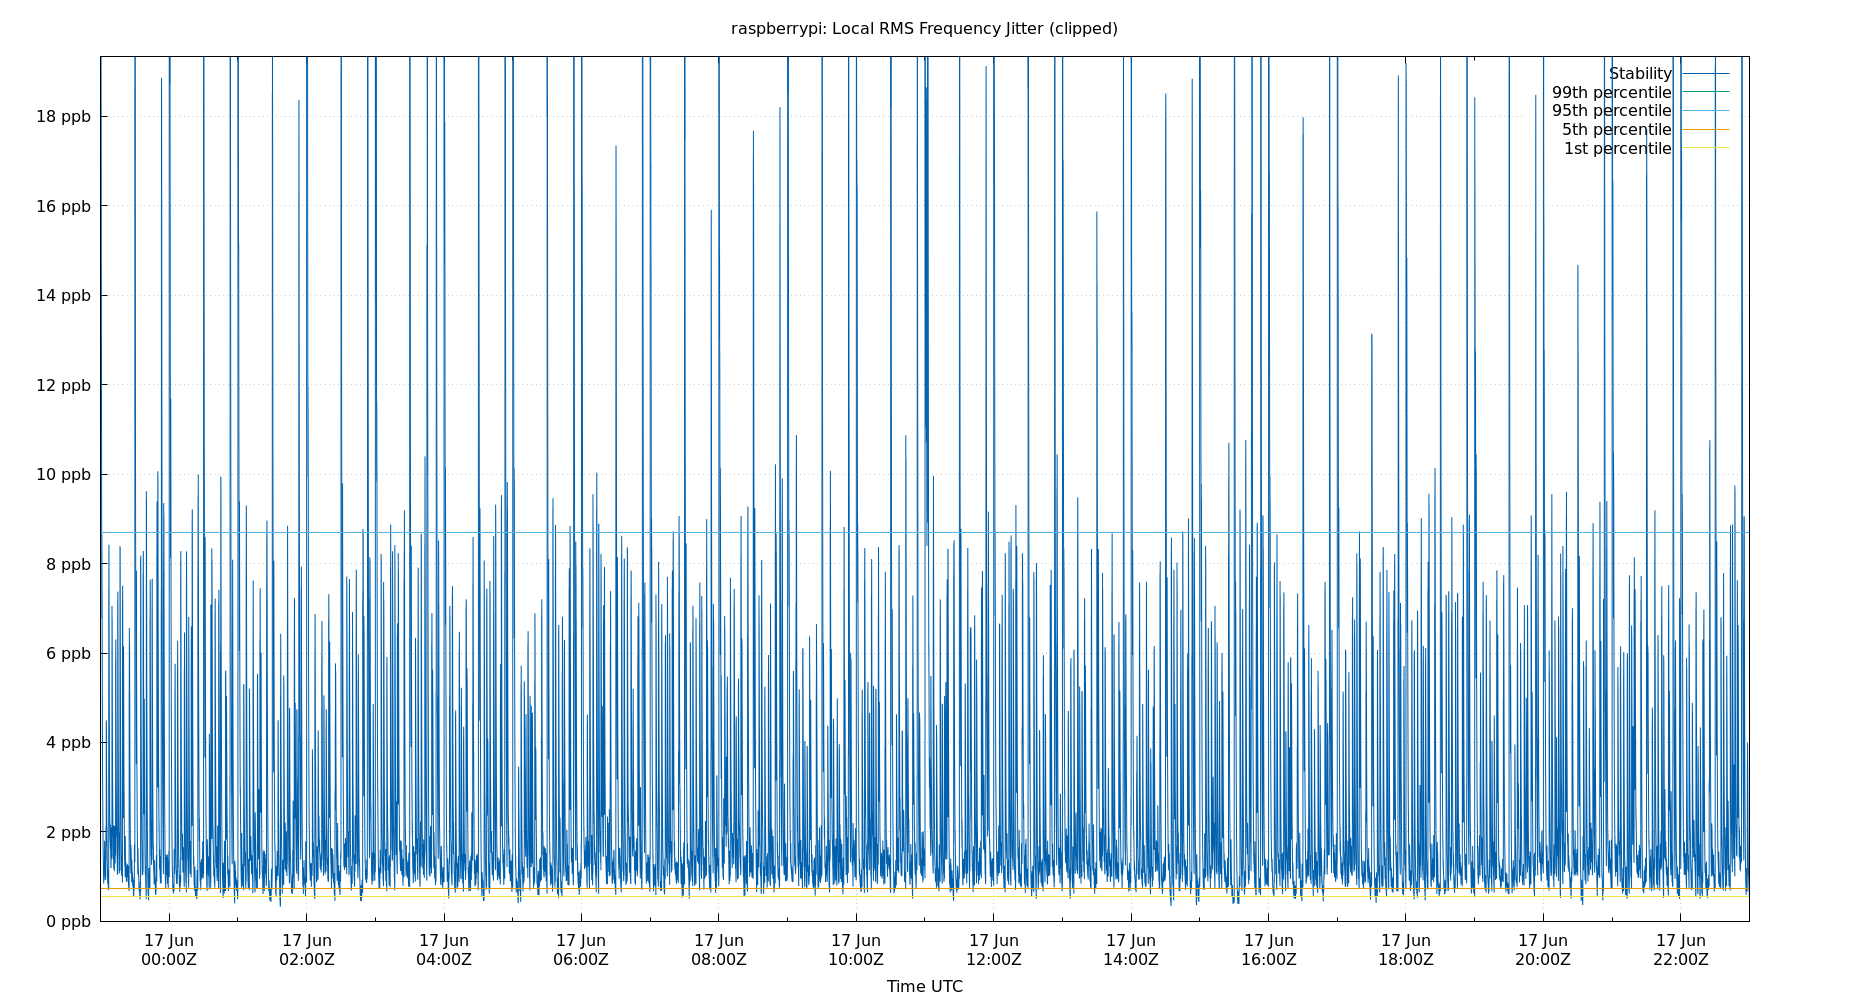 raspberrypi: Local RMS Frequency Jitter (clipped)
Stability
99th percentile
95th percentile
5th percentile
1st percentile
18 ppb
16 ppb
14 ppb
12 ppb
10 ppb
8 ppb
6 ppb
4 ppb
2 ppb
0 ppb
17 Jun 17 Jun 17 Jun 17 Jun 17 Jun 17 Jun 17 Jun 17 Jun 17 Jun 17 Jun 17 Jun 17 Jun
00:00Z 02:00Z 04:00Z 06:00Z 08:00Z 10:00Z 12:00Z 14:00Z 16:00Z 18:00Z 20:00Z 22:00Z
Time UTC